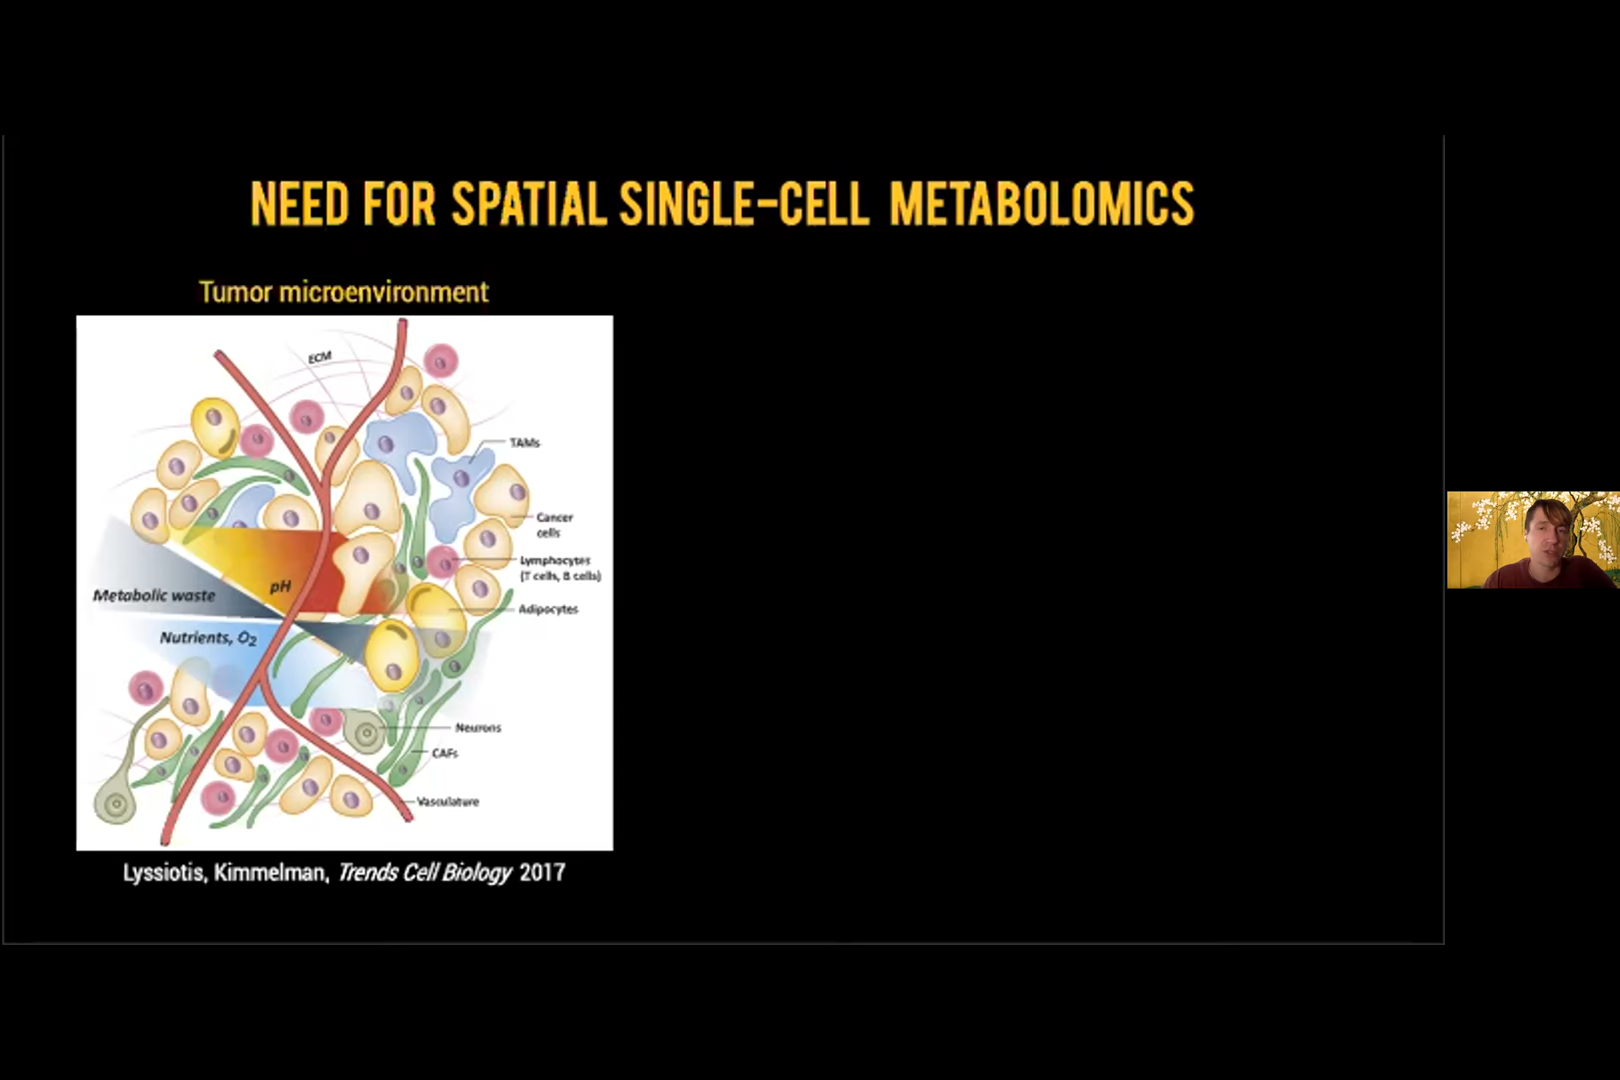 NEED FOR SPATIAL SINGLE-CELL METABOLOMICS
Tumor microenvironment
ECM
TAMs
Cancer
cells
Lymphocytes
(T cells, B cells)
pH
Metabolic waste
Adipocytes
Nutrients, O2
Neurons
CAFs
Vasculature
Lyssiotis, Kimmelman, Trends Cell Biology 2017